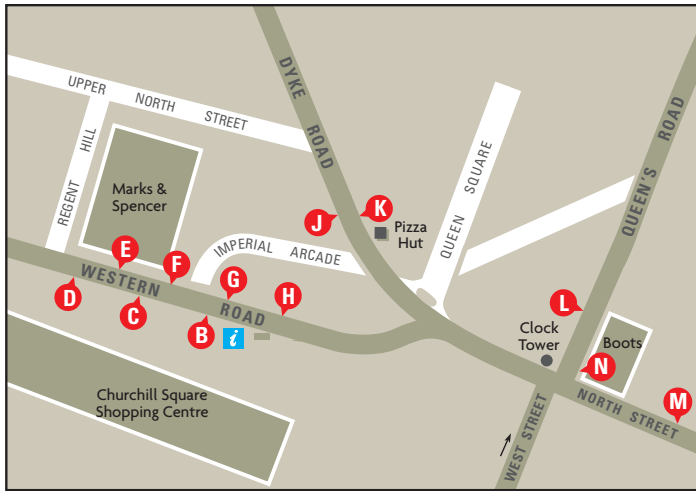 DYKE ROAD
UPPER NORTH STREET
QUEEN'S ROAD
REGENT HILL
Marks &
Spencer
QUEEN SQUARE
J
K
Pizza
Hut
IMPERIAL ARCADE
E
F
G
H
D
C
B
i
WESTERN ROAD
L
Clock
Tower
Boots
N
M
NORTH STREET
WEST STREET
Churchill Square
Shopping Centre